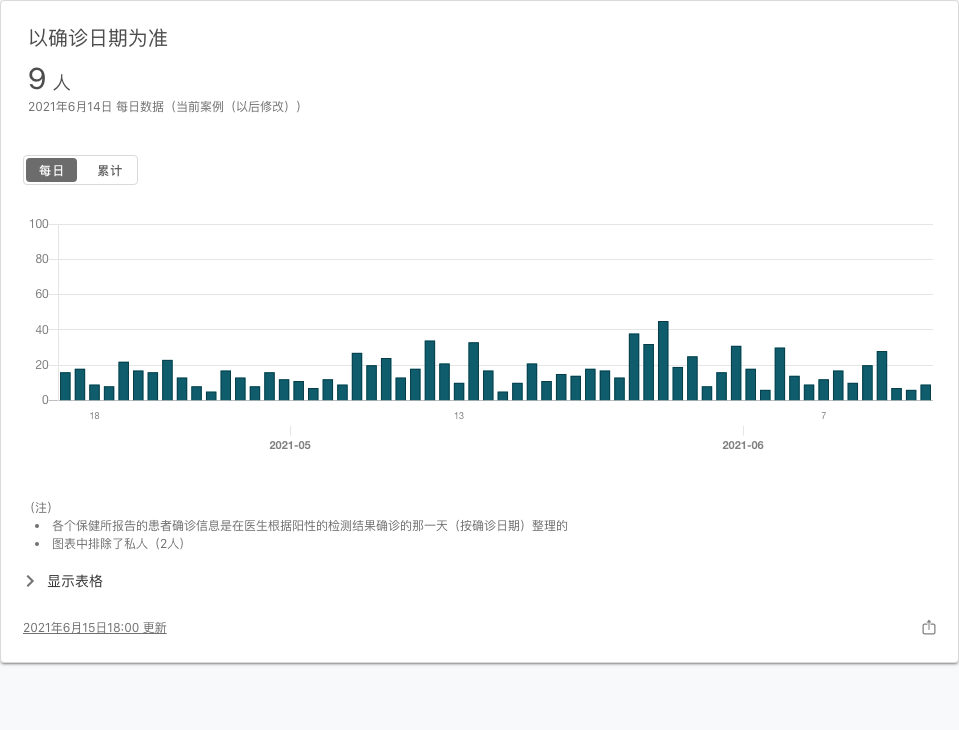 以确诊日期为准
9 人
2021年6月14日 每日数据（当前案例（以后修改））
每日 累计
100
80
60
40
20
0
18 13 7
2021-05 2021-06
（注）
• 各个保健所报告的患者确诊信息是在医生根据阳性的检测结果确诊的那一天（按确诊日期）整理的
• 图表中排除了私人（2人）
显示表格
2021年6月15日18:00 更新